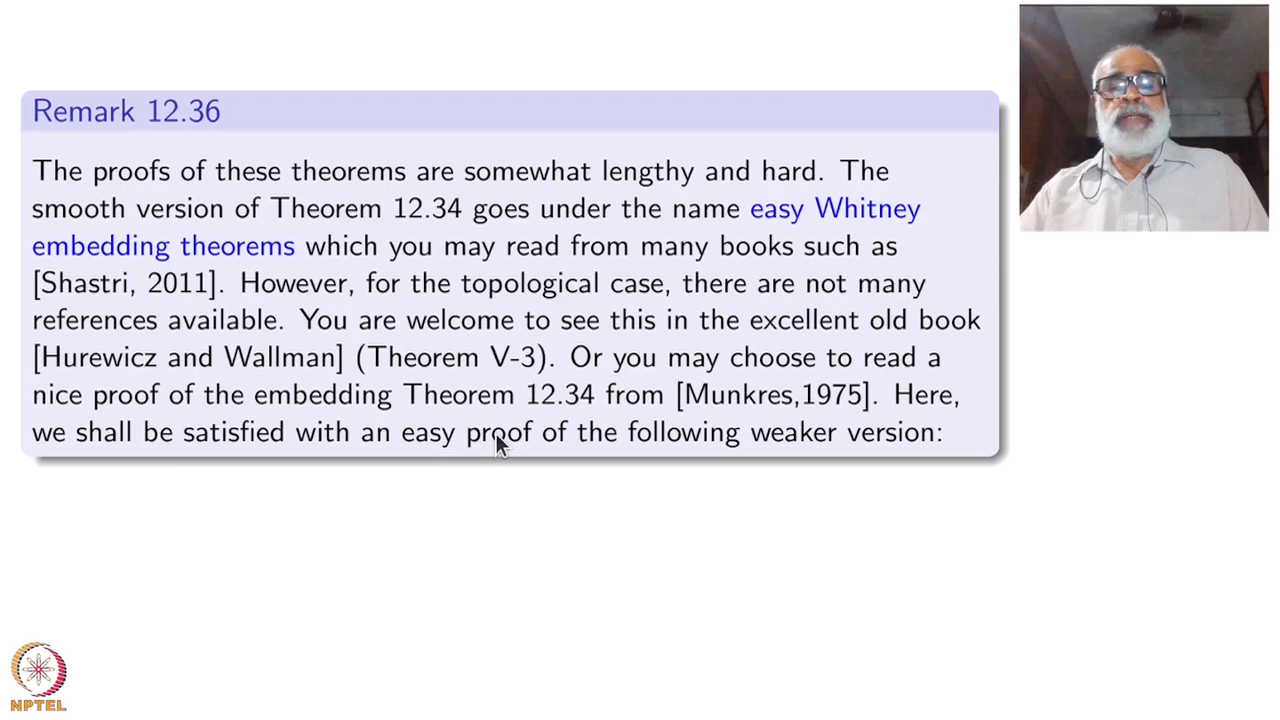 Remark 12.36
The proofs of these theorems are somewhat lengthy and hard. The
smooth version of Theorem 12.34 goes under the name easy Whitney
embedding theorems which you may read from many books such as
[Shastri, 2011]. However, for the topological case, there are not many
references available. You are welcome to see this in the excellent old book
[Hurewicz and Wallman] (Theorem V-3). Or you may choose to read a
nice proof of the embedding Theorem 12.34 from [Munkres,1975]. Here,
we shall be satisfied with an easy proof of the following weaker version:
NPTEL